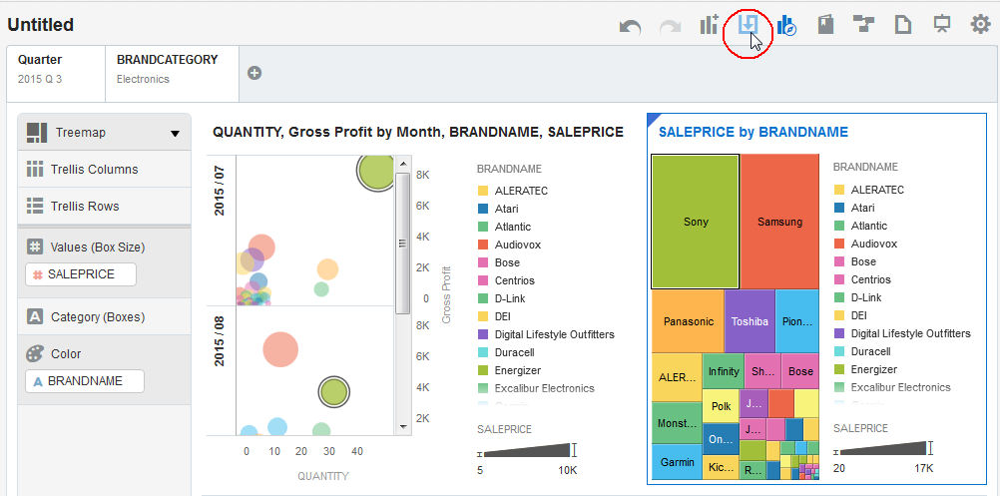 Untitled
Quarter
2015 Q 3
BRANDCATEGORY
Electronics
Treemap
Trellis Columns
Trellis Rows
Values (Box Size)
SALEPRICE
Category (Boxes)
Color
A BRANDNAME
QUANTITY, Gross Profit by Month, BRANDNAME, SALEPRICE
2015 / 07
2015 / 08
8K
6K
4K
2K
0
8K
6K
4K
2K
Gross Profit
0 10 20 30 40
QUANTITY
BRANDNAME
ALERATEC
Atari
Atlantic
Audiovox
Bose
Centrios
D-Link
DEI
Digital Lifestyle Outfitters
Duracell
Energizer
Excalibur Electronics
SALEPRICE
5 10K
SALEPRICE by BRANDNAME
Sony Samsung
Panasonic Toshiba Pion...
ALER... Infinity Sh... Bose
Polk J...
Monst... On... J...
Garmin Kic... R...
BRANDNAME
ALERATEC
Atari
Atlantic
Audiovox
Bose
Centrios
D-Link
DEI
Digital Lifestyle Outfitters
Duracell
Energizer
Excalibur Electronics
SALEPRICE
20 17K